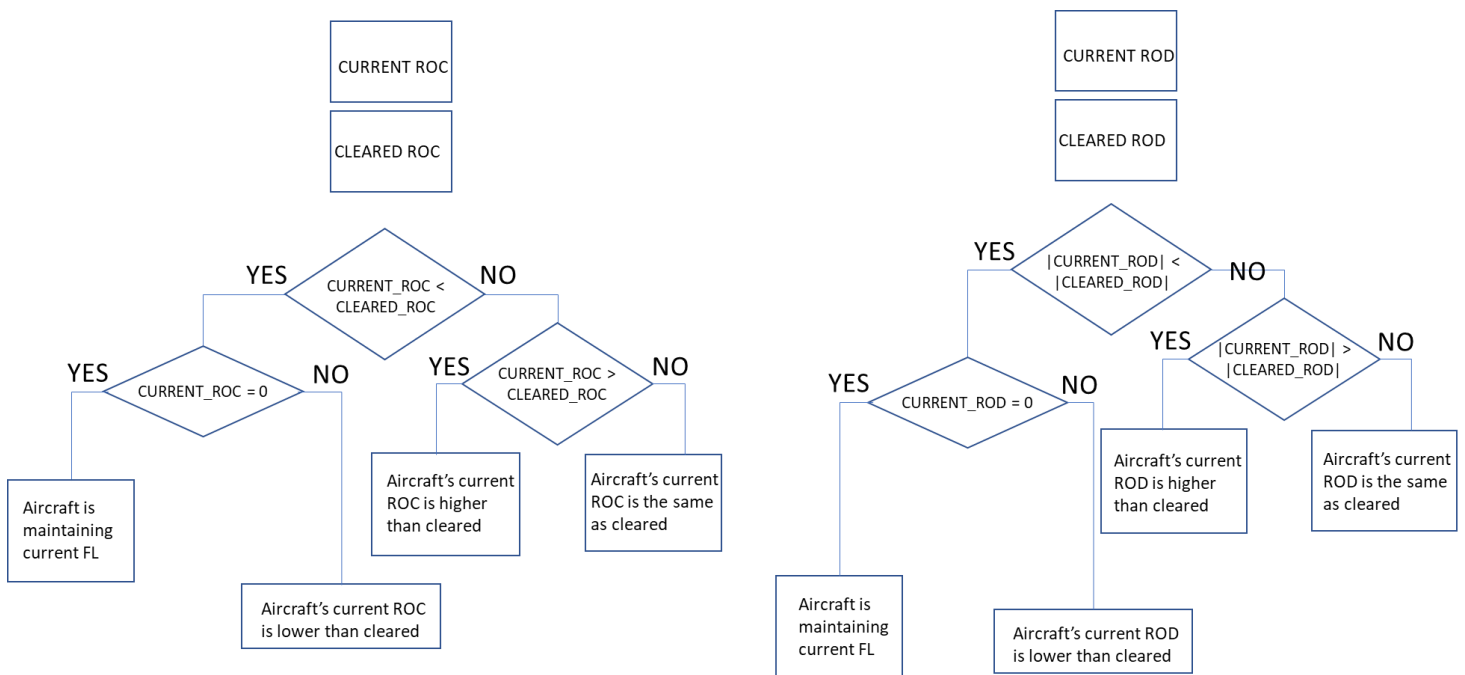 CURRENT ROC
CLEARED ROC
YES
NO
CURRENT_ROC <
CLEARED_ROC
YES
NO
CURRENT_ROC = 0
YES
NO
CURRENT_ROC >
CLEARED_ROC
Aircraft is
maintaining
current FL
Aircraft's current ROC
is lower than cleared
Aircraft's current
ROC is higher
than cleared
Aircraft's current
ROC is the same
as cleared
CURRENT ROD
CLEARED ROD
YES
NO
|CURRENT_ROD| <
|CLEARED_ROD|
YES
NO
CURRENT_ROD = 0
YES
NO
|CURRENT_ROD| >
|CLEARED_ROD|
Aircraft is
maintaining
current FL
Aircraft's current ROD
is lower than cleared
Aircraft's current
ROD is higher
than cleared
Aircraft's current
ROD is the same
as cleared